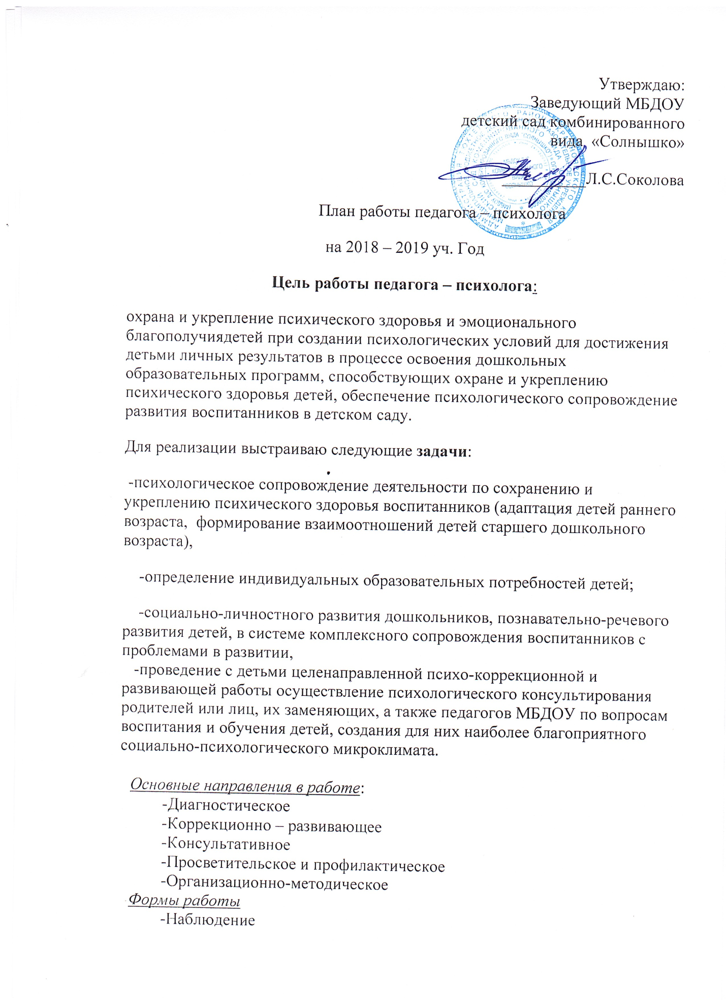 Утверждаю:
Заведующий МБДОУ
детский сад комбинированного
вида «Солнышко»
Л.С.Соколова
План работы педагога – психолога
на 2018 – 2019 уч. Год
Цель работы педагога – психолога:
охрана и укрепление психического здоровья и эмоционального
благополучиядетей при создании психологических условий для достижения
детьми личных результатов в процессе освоения дошкольных
образовательных программ, способствующих охране и укреплению
психического здоровья детей, обеспечение психологического сопровождение
развития воспитанников в детском саду.
Для реализации выстраиваю следующие задачи:
-психологическое сопровождение деятельности по сохранению и
укреплению психического здоровья воспитанников (адаптация детей раннего
возраста, формирование взаимоотношений детей старшего дошкольного
возраста),
-определение индивидуальных образовательных потребностей детей;
-социально-личностного развития дошкольников, познавательно-речевого
развития детей, в системе комплексного сопровождения воспитанников с
проблемами в развитии,
-проведение с детьми целенаправленной психо-коррекционной и
развивающей работы осуществление психологического консультирования
родителей или лиц, их заменяющих, а также педагогов МБДОУ по вопросам
воспитания и обучения детей, создания для них наиболее благоприятного
социально-психологического микроклимата.
Основные направления в работе:
-Диагностическое
-Коррекционно – развивающее
-Консультативное
-Просветительское и профилактическое
-Организационно-методическое
Формы работы
-Наблюдение